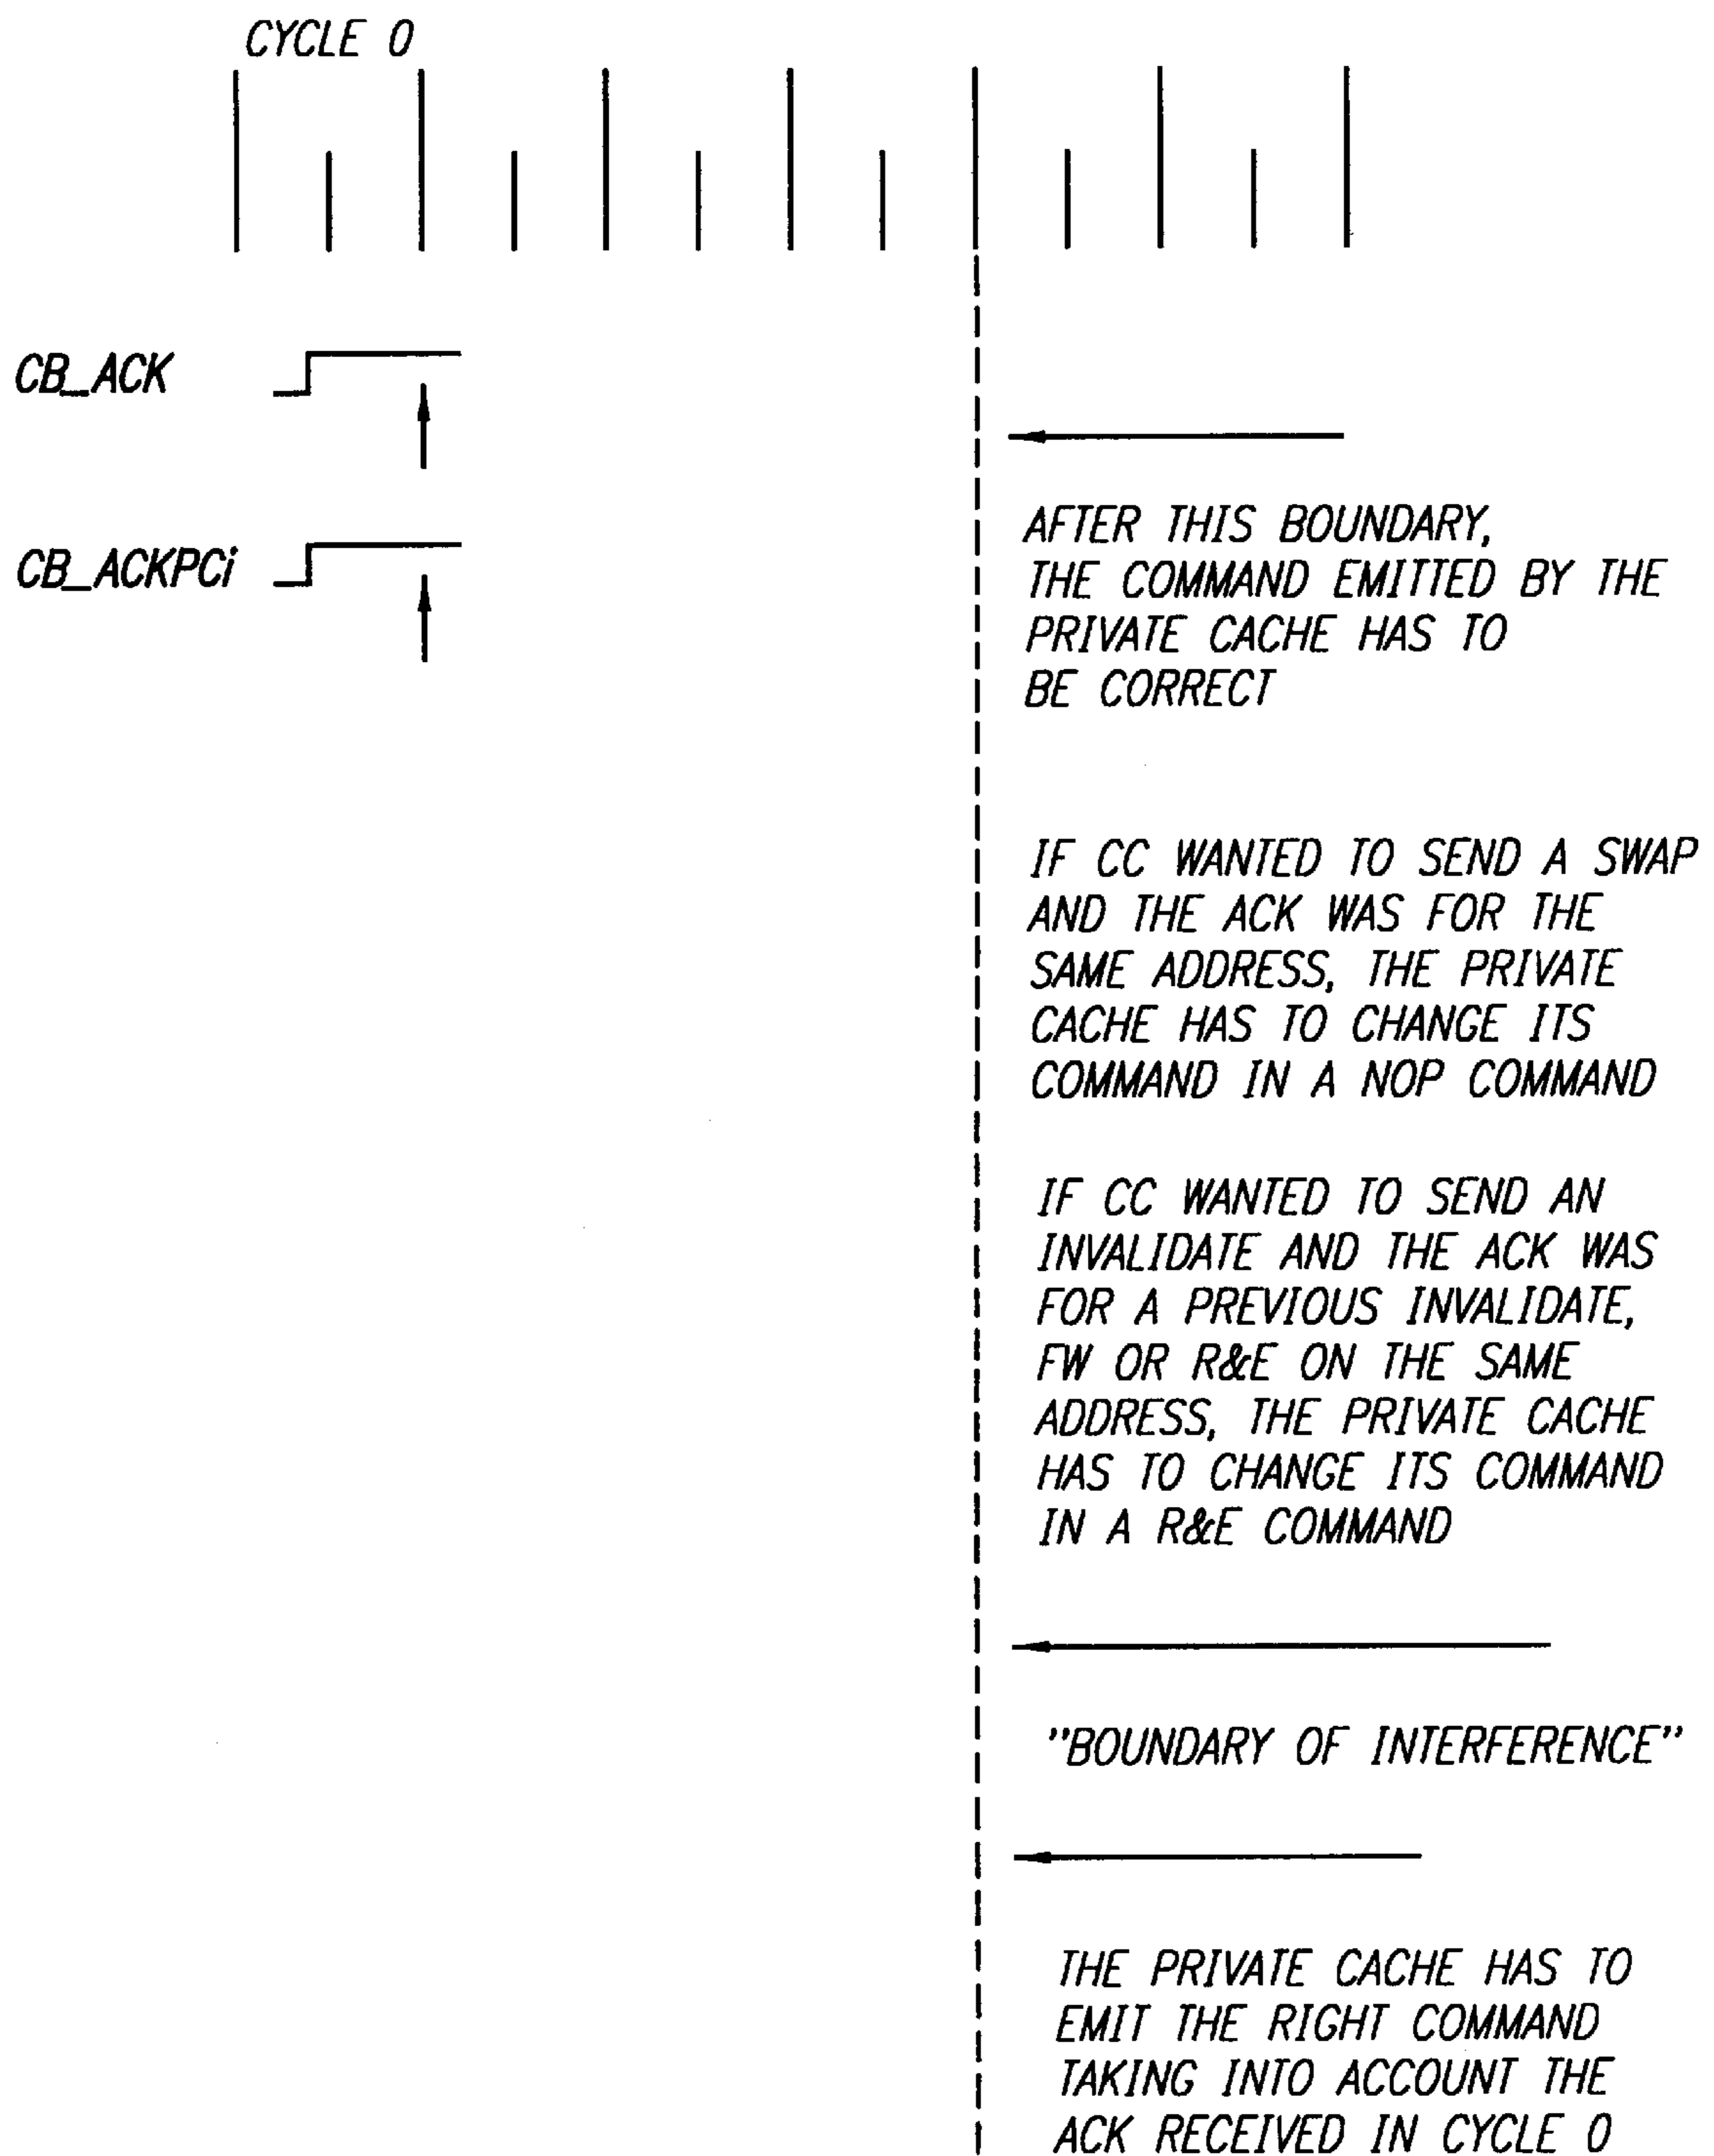 CYCLE 0
CB_ACK
CB_ACKPCi
AFTER THIS BOUNDARY,
THE COMMAND EMITTED BY THE
PRIVATE CACHE HAS TO
BE CORRECT
IF CC WANTED TO SEND A SWAP
AND THE ACK WAS FOR THE
SAME ADDRESS, THE PRIVATE
CACHE HAS TO CHANGE ITS
COMMAND IN A NOP COMMAND
IF CC WANTED TO SEND AN
INVALIDATE AND THE ACK WAS
FOR A PREVIOUS INVALIDATE,
FW OR R&E ON THE SAME
ADDRESS, THE PRIVATE CACHE
HAS TO CHANGE ITS COMMAND
IN A R&E COMMAND
"BOUNDARY OF INTERFERENCE"
THE PRIVATE CACHE HAS TO
EMIT THE RIGHT COMMAND
TAKING INTO ACCOUNT THE
ACK RECEIVED IN CYCLE 0